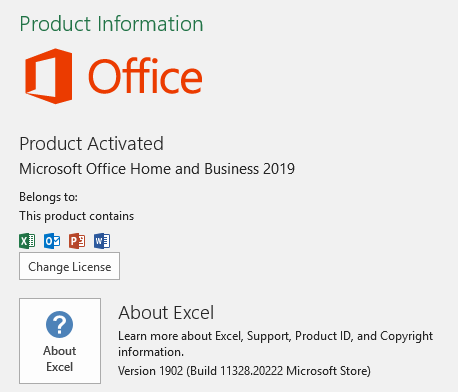 Product Information
Office
Product Activated
Microsoft Office Home and Business 2019
Belongs to:
This product contains
Change License
About Excel
About
Excel
Learn more about Excel, Support, Product ID, and Copyright
information.
Version 1902 (Build 11328.20222 Microsoft Store)